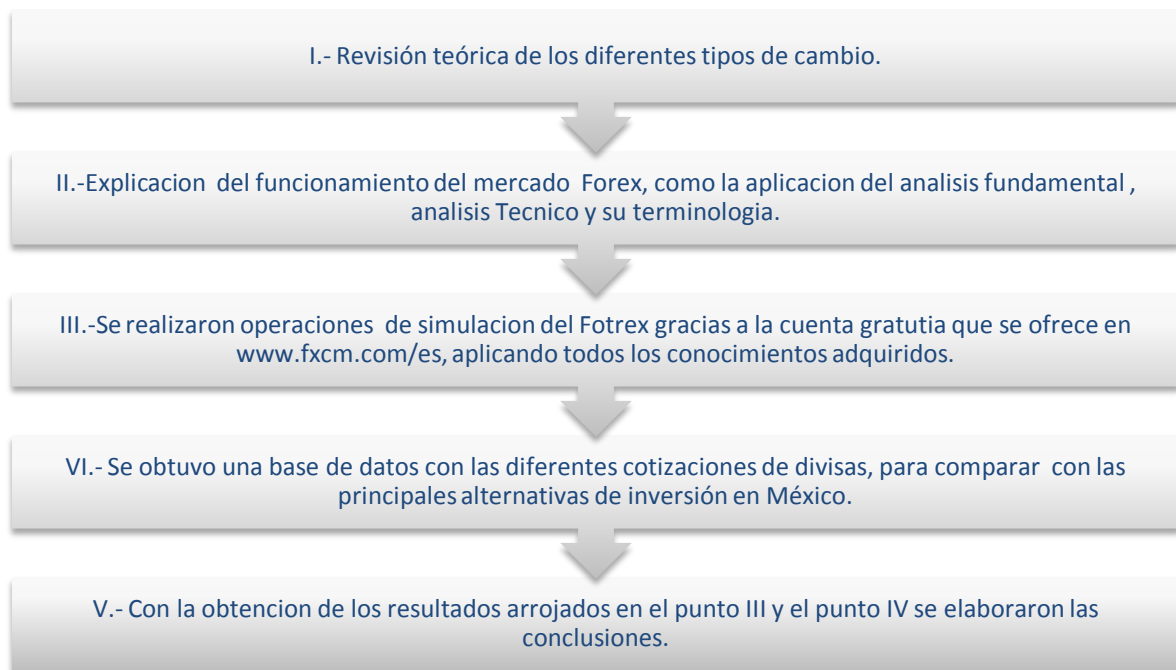 I.- Revisión teórica de los diferentes tipos de cambio.
II.-Explicacion del funcionamiento del mercado Forex, como la aplicacion del analisis fundamental ,
analisis Tecnico y su terminologia.
III.-Se realizaron operaciones de simulacion del Fotrex gracias a la cuenta gratutia que se ofrece en
www.fxcm.com/es, aplicando todos los conocimientos adquiridos.
VI.- Se obtuvo una base de datos con las diferentes cotizaciones de divisas, para comparar con las
principales alternativas de inversión en México.
V.- Con la obtencion de los resultados arrojados en el punto III y el punto IV se elaboraron las
conclusiones.